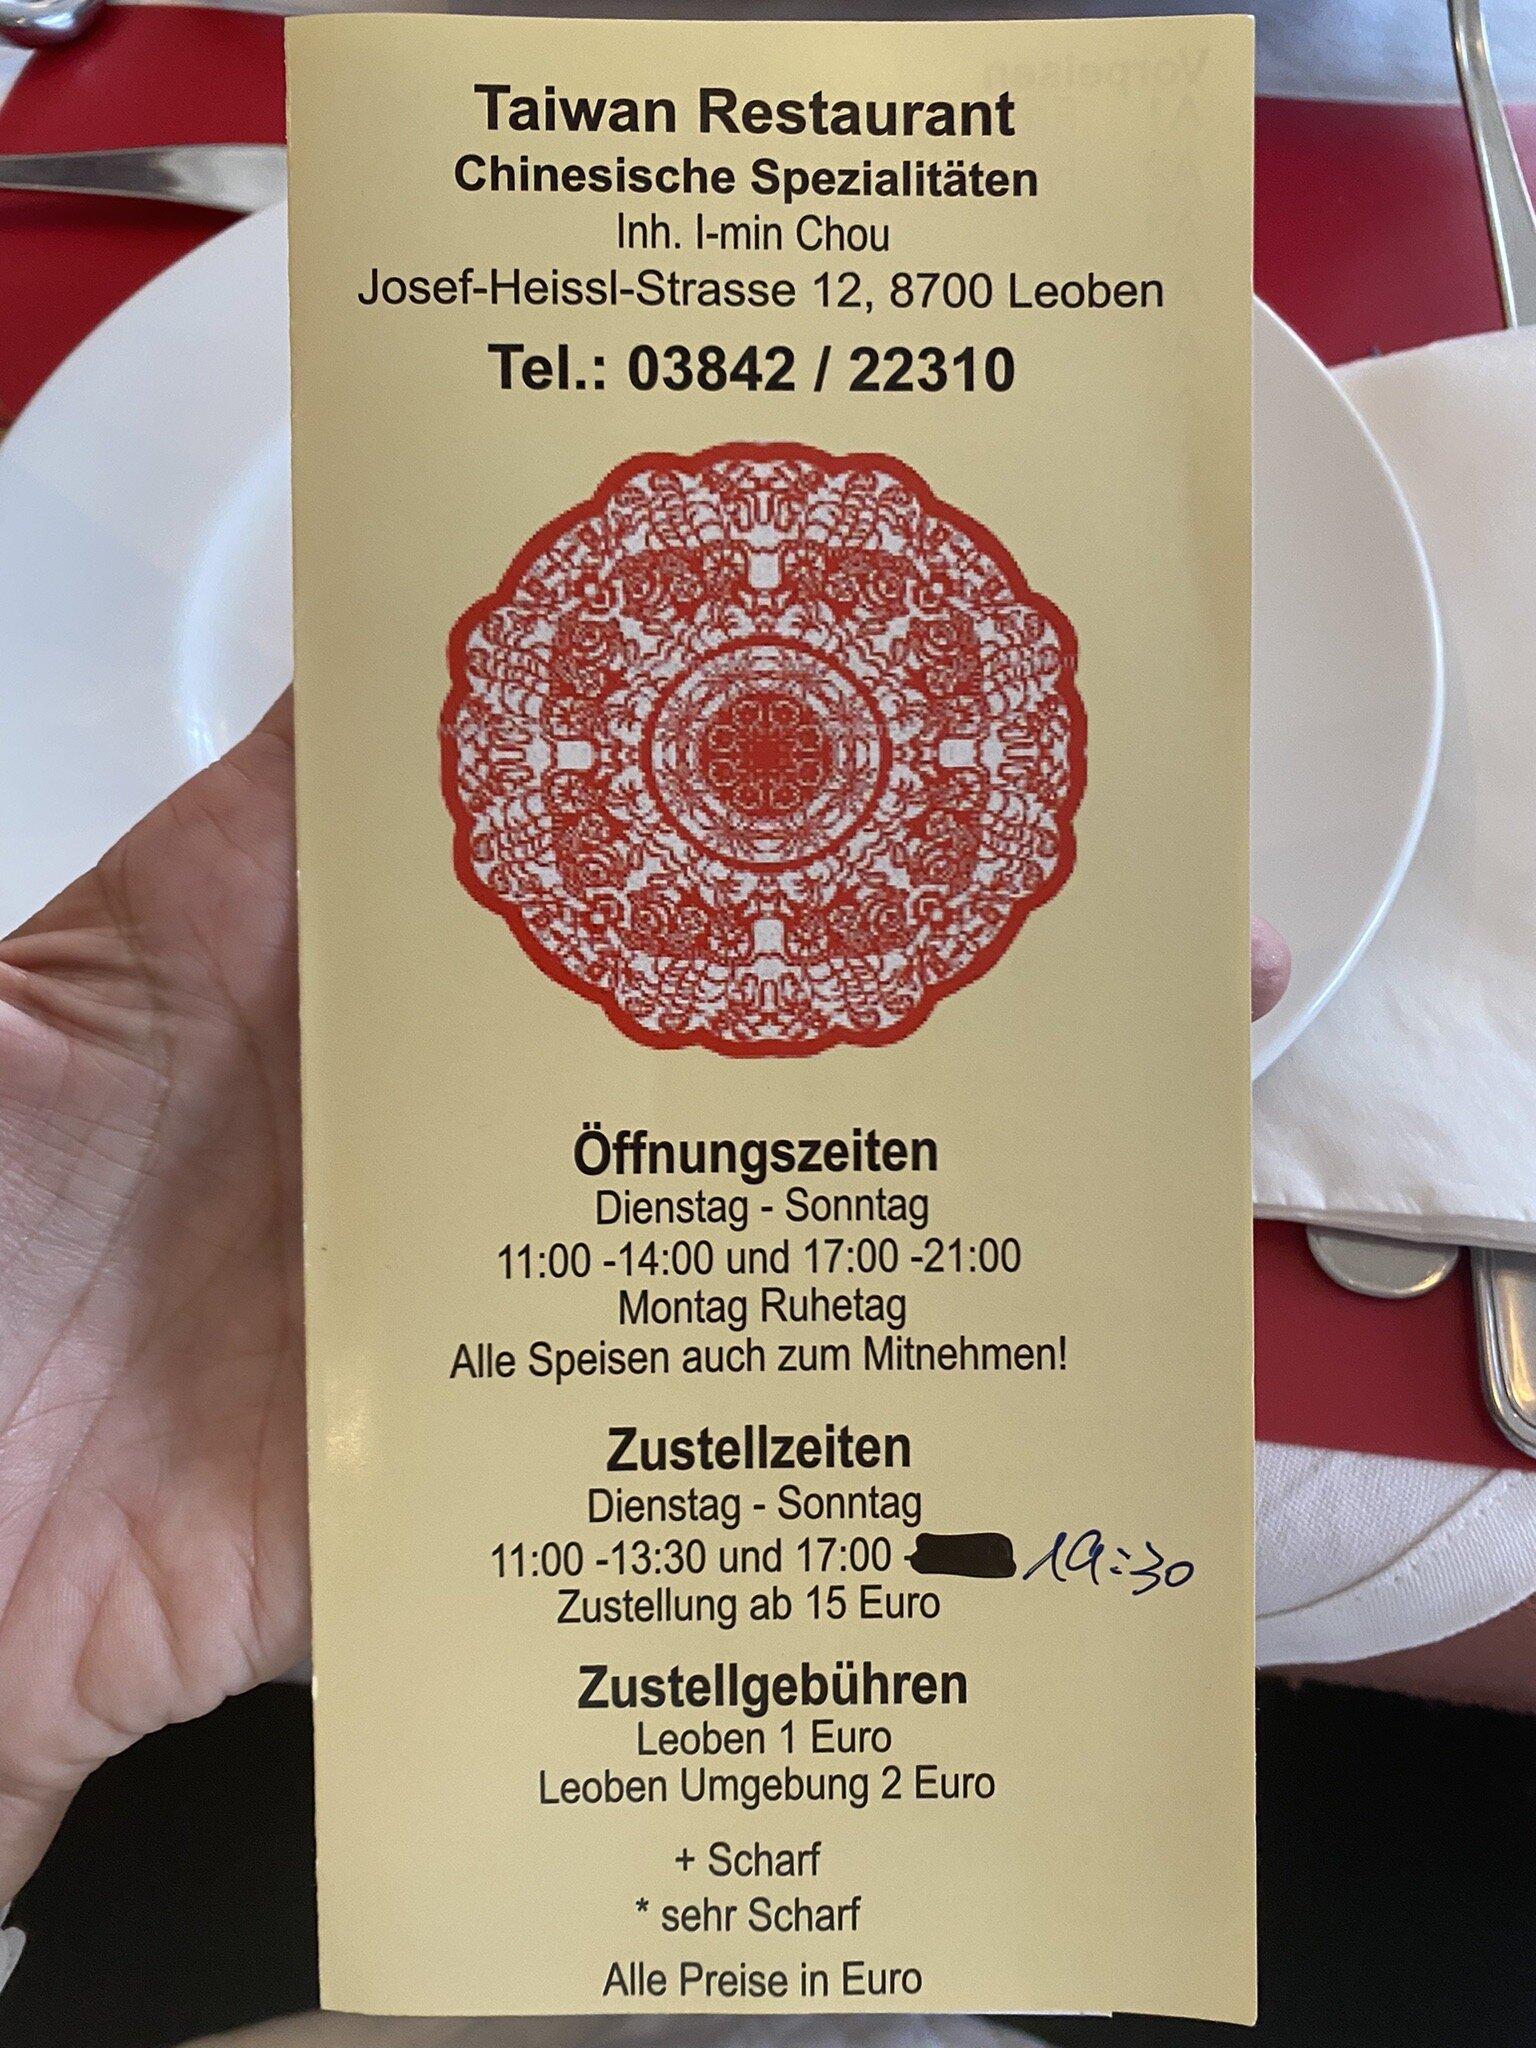 Taiwan Restaurant
Chinesische Spezialitäten
Inh. I-min Chou
Josef-Heissl-Strasse 12, 8700 Leoben
Tel.: 03842 / 22310
Öffnungszeiten
Dienstag - Sonntag
11:00 -14:00 und 17:00 -21:00
Montag Ruhetag
Alle Speisen auch zum Mitnehmen!
Zustellzeiten
Dienstag - Sonntag
11:00 -13:30 und 17:00 - 19:30
Zustellung ab 15 Euro
Zustellgebühren
Leoben 1 Euro
Leoben Umgebung 2 Euro
+ Scharf
* sehr Scharf
Alle Preise in Euro